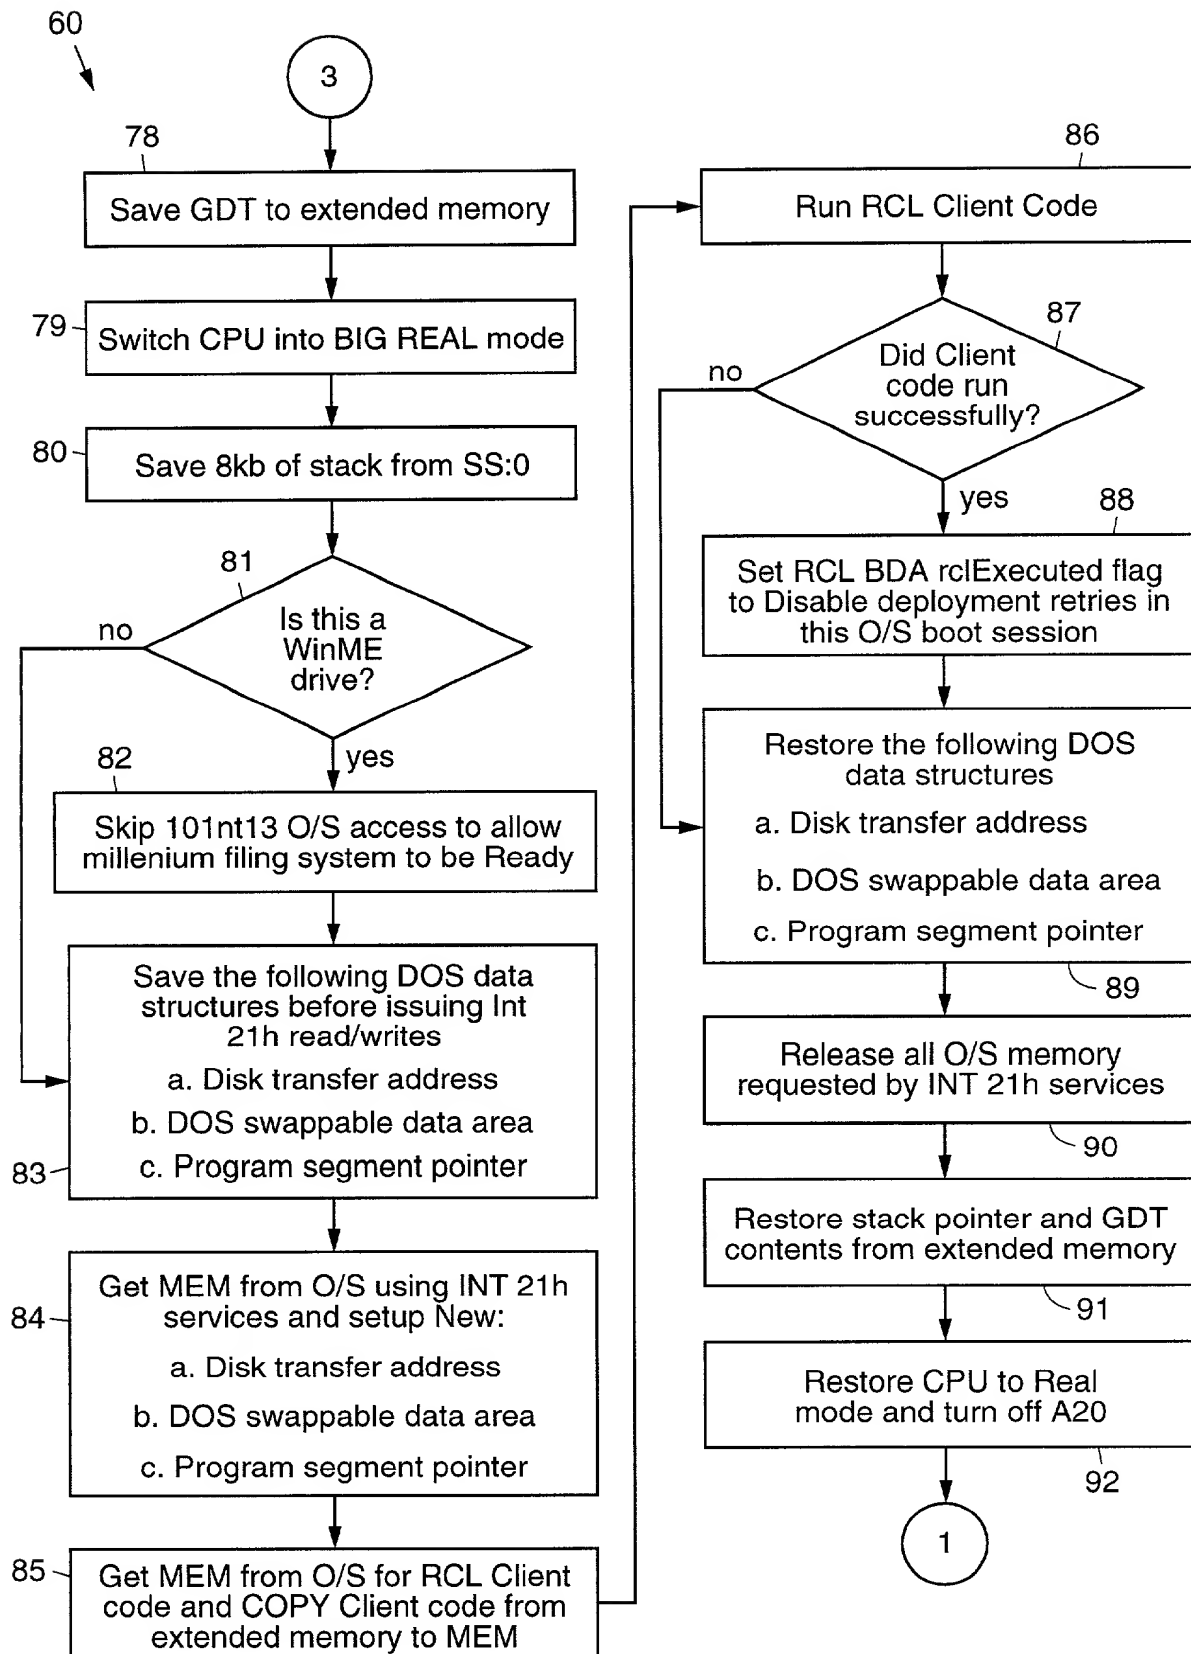 60
3
78
Save GDT to extended memory
79
Switch CPU into BIG REAL mode
80
Save 8kb of stack from SS:0
81
Is this a
WinME
drive?
no
yes
82
Skip 101nt13 O/S access to allow
millenium filing system to be Ready
Save the following DOS data
structures before issuing Int
21h read/writes
a. Disk transfer address
b. DOS swappable data area
c. Program segment pointer
83
Get MEM from O/S using INT 21h
services and setup New:
84
a. Disk transfer address
b. DOS swappable data area
c. Program segment pointer
85
Get MEM from O/S for RCL Client
code and COPY Client code from
extended memory to MEM
86
Run RCL Client Code
87
Did Client
code run
successfully?
no
yes
88
Set RCL BDA rclExecuted flag
to Disable deployment retries in
this O/S boot session
Restore the following DOS
data structures
a. Disk transfer address
b. DOS swappable data area
c. Program segment pointer
89
Release all O/S memory
requested by INT 21h services
90
Restore stack pointer and GDT
contents from extended memory
91
Restore CPU to Real
mode and turn off A20
92
1